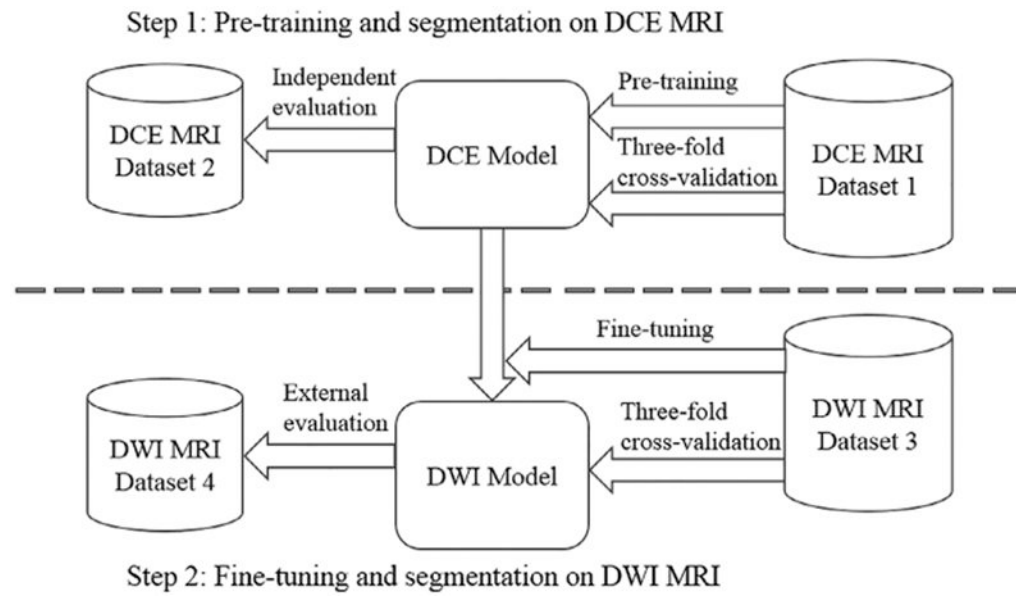 Step 1: Pre-training and segmentation on DCE MRI
DCE MRI
Dataset 2
Independent
evaluation
DCE Model
Pre-training
Three-fold
cross-validation
DCE MRI
Dataset 1
Fine-tuning
DWI MRI
Dataset 4
External
evaluation
DWI Model
Three-fold
cross-validation
DWI MRI
Dataset 3
Step 2: Fine-tuning and segmentation on DWI MRI